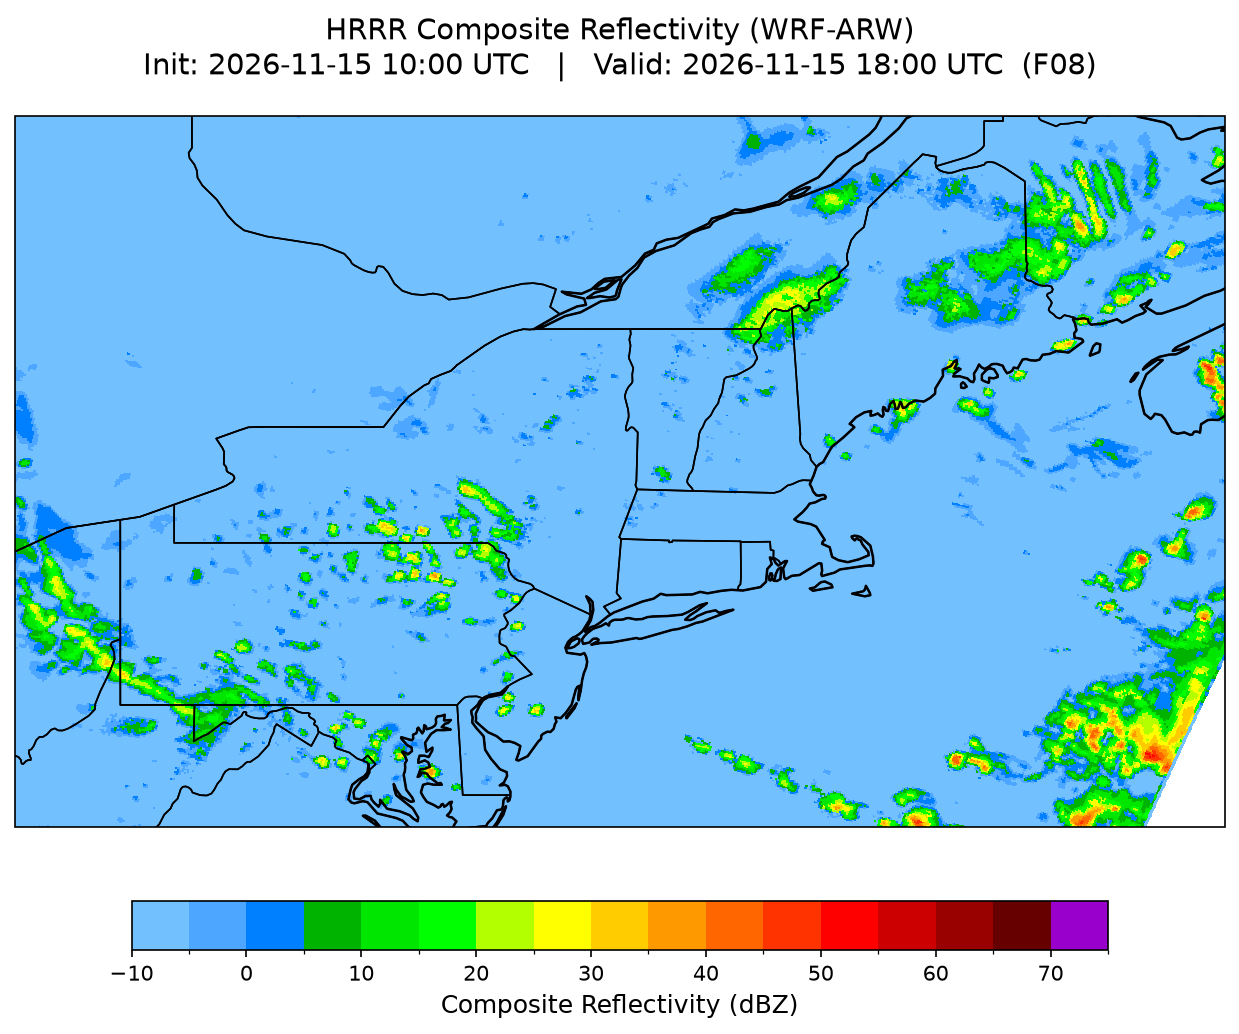 HRRR Composite Reflectivity (WRF-ARW)
Init: 2026-11-15 10:00 UTC | Valid: 2026-11-15 18:00 UTC (F08)
−10 0 10 20 30 40 50 60 70
Composite Reflectivity (dBZ)